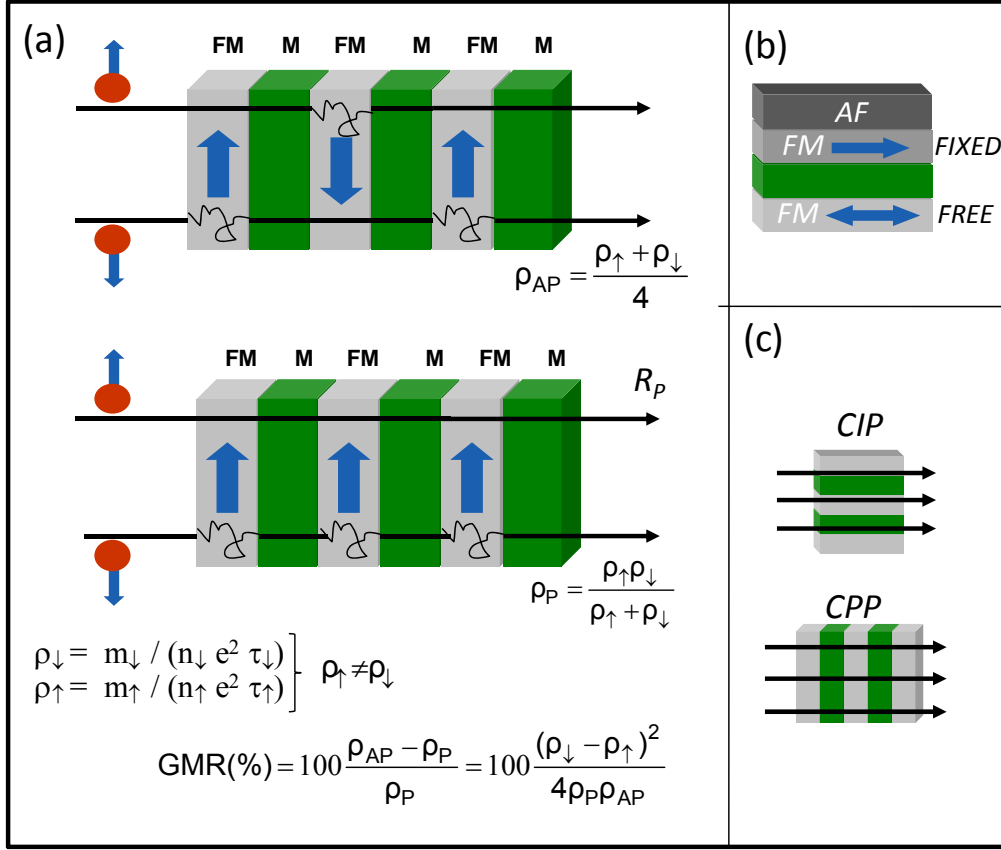 (a)
FM M FM M FM M
ρAP = (ρ↑ + ρ↓) / 4
FM M FM M FM M
RP
ρP = ρ↑ρ↓ / (ρ↑ + ρ↓)
ρ↓ = m↓ / (n↓ e² τ↓)
ρ↑ = m↑ / (n↑ e² τ↑)
ρ↑ ≠ ρ↓
GMR(%) = 100 (ρAP − ρP) / ρP = 100 (ρ↓ − ρ↑)² / 4ρPρAP
(b)
AF
FM FIXED
FM FREE
(c)
CIP
CPP